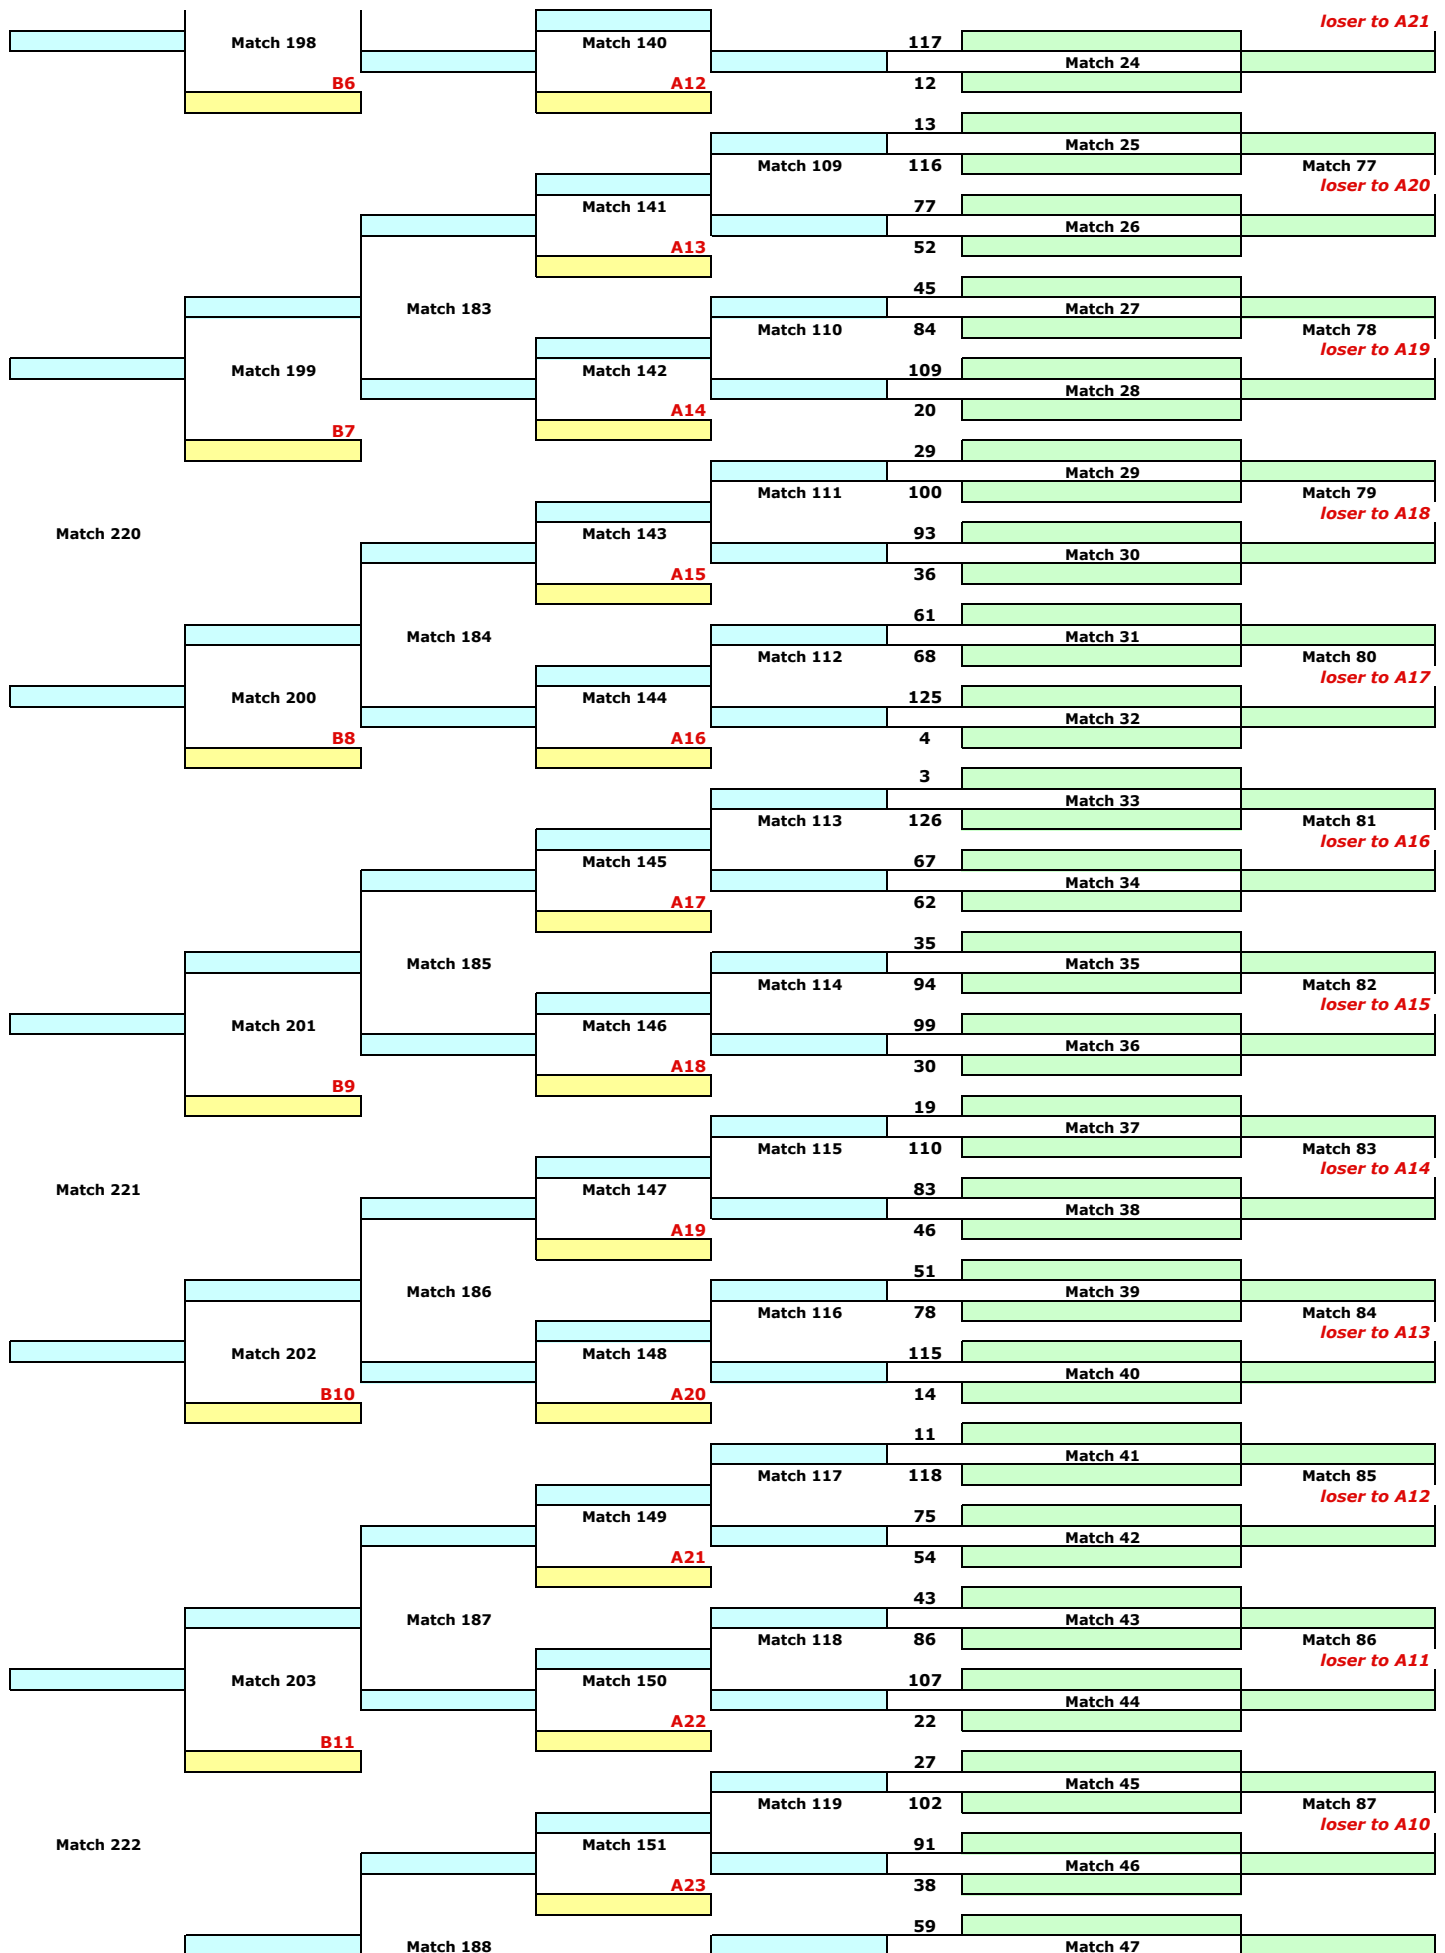 loser to A21
Match 198 Match 140 117
Match 24
B6 A12 12
13
Match 25
Match 109 116 Match 77
loser to A20
Match 141 77
Match 26
A13 52
45
Match 183 Match 27
Match 110 84 Match 78
loser to A19
Match 199 Match 142 109
Match 28
A14 20
B7
29
Match 29
Match 111 100 Match 79
loser to A18
Match 220 Match 143 93
Match 30
A15 36
61
Match 184 Match 31
Match 112 68 Match 80
loser to A17
Match 200 Match 144 125
Match 32
B8 A16 4
3
Match 33
Match 113 126 Match 81
loser to A16
Match 145 67
Match 34
A17 62
35
Match 185 Match 35
Match 114 94 Match 82
loser to A15
Match 201 Match 146 99
Match 36
A18 30
B9
19
Match 37
Match 115 110 Match 83
loser to A14
Match 221 Match 147 83
Match 38
A19 46
51
Match 186 Match 39
Match 116 78 Match 84
loser to A13
Match 202 Match 148 115
Match 40
B10 A20 14
11
Match 41
Match 117 118 Match 85
loser to A12
Match 149 75
Match 42
A21 54
43
Match 187 Match 43
Match 118 86 Match 86
loser to A11
Match 203 Match 150 107
Match 44
A22 22
B11
27
Match 45
Match 119 102 Match 87
loser to A10
Match 222 Match 151 91
Match 46
A23 38
59
Match 188 Match 47